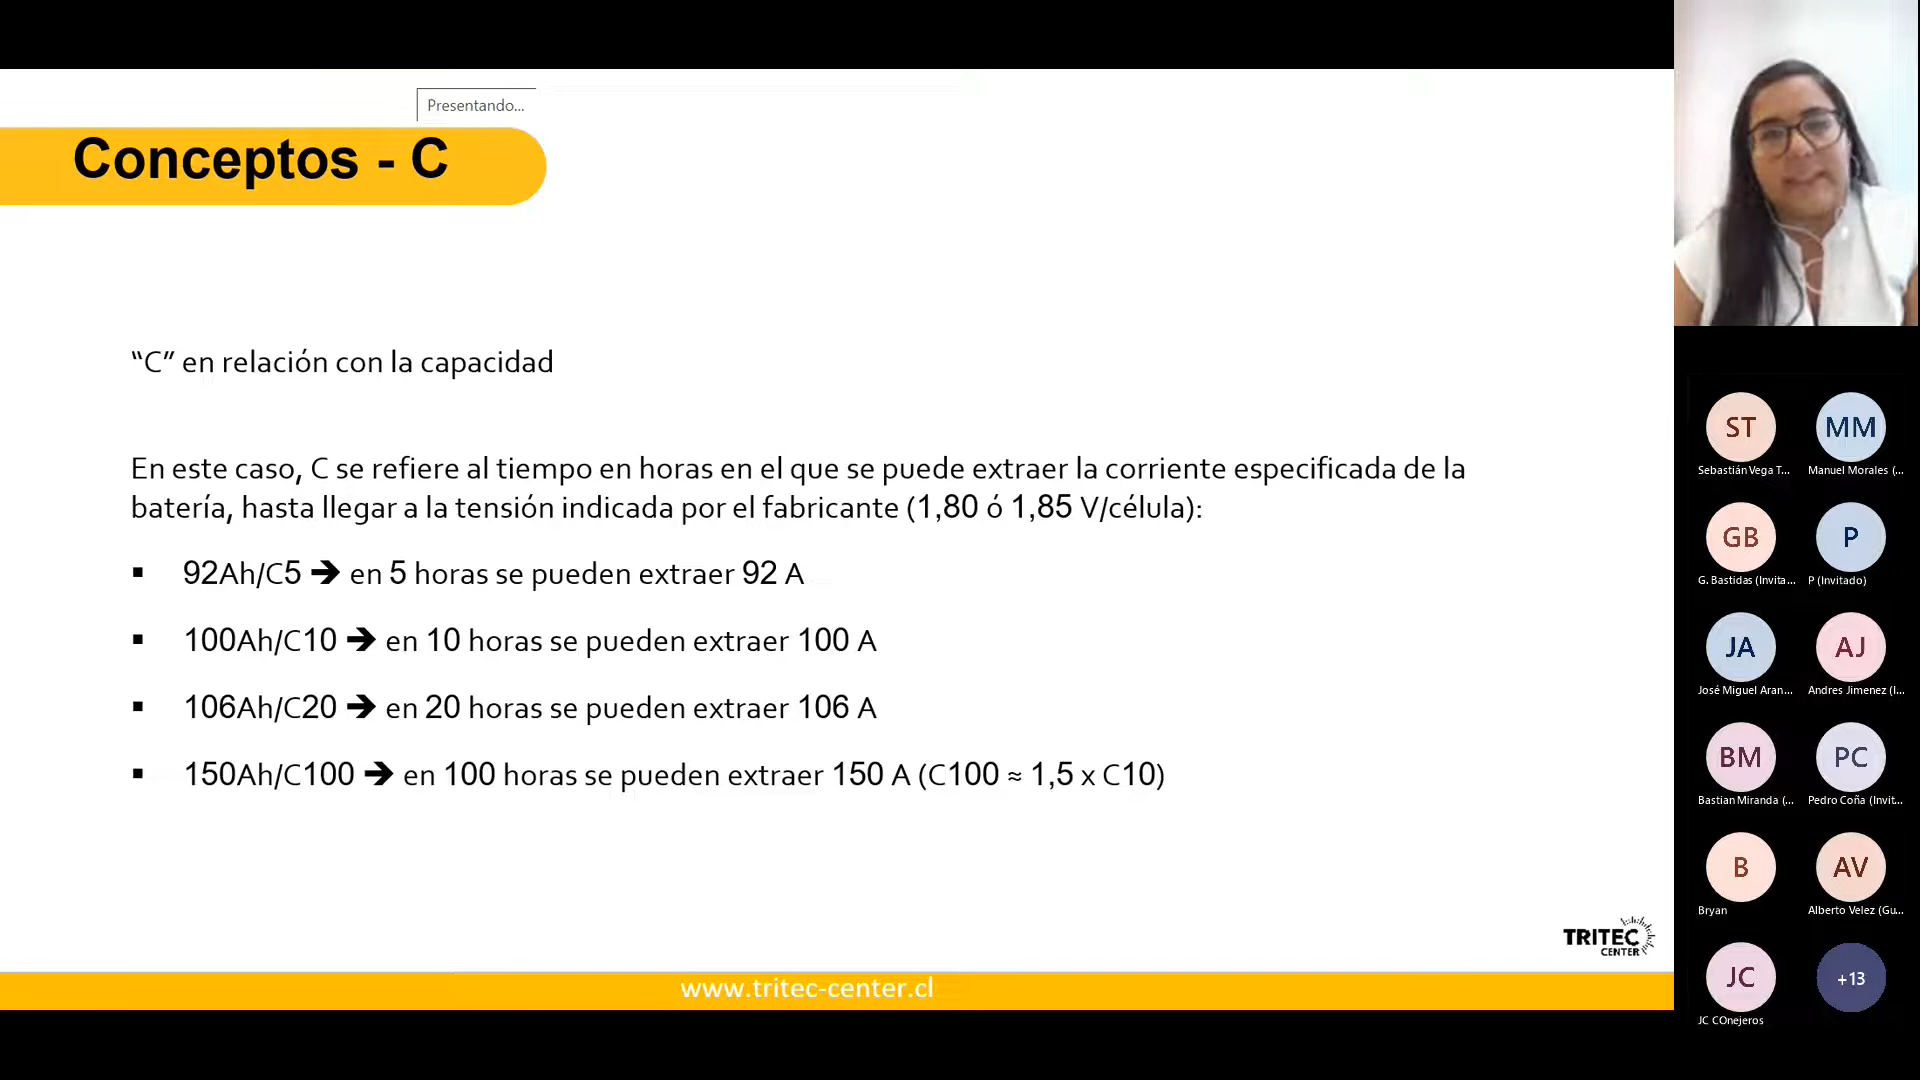 Presentando...
Conceptos - C
“C” en relación con la capacidad
En este caso, C se refiere al tiempo en horas en el que se puede extraer la corriente especificada de la
batería, hasta llegar a la tensión indicada por el fabricante (1,80 ó 1,85 V/célula):
▪ 92Ah/C5 ➔ en 5 horas se pueden extraer 92 A
▪ 100Ah/C10 ➔ en 10 horas se pueden extraer 100 A
▪ 106Ah/C20 ➔ en 20 horas se pueden extraer 106 A
▪ 150Ah/C100 ➔ en 100 horas se pueden extraer 150 A (C100 ≈ 1,5 x C10)
TRITEC
CENTER
www.tritec-center.cl
ST MM
Sebastián Vega T... Manuel Morales (...
GB P
G. Bastidas (Invita... P (Invitado)
JA AJ
José Miguel Aran... Andres Jimenez (I...
BM PC
Bastian Miranda (... Pedro Coña (Invit...
B AV
Bryan Alberto Velez (Gu...
JC +13
JC COnejeros